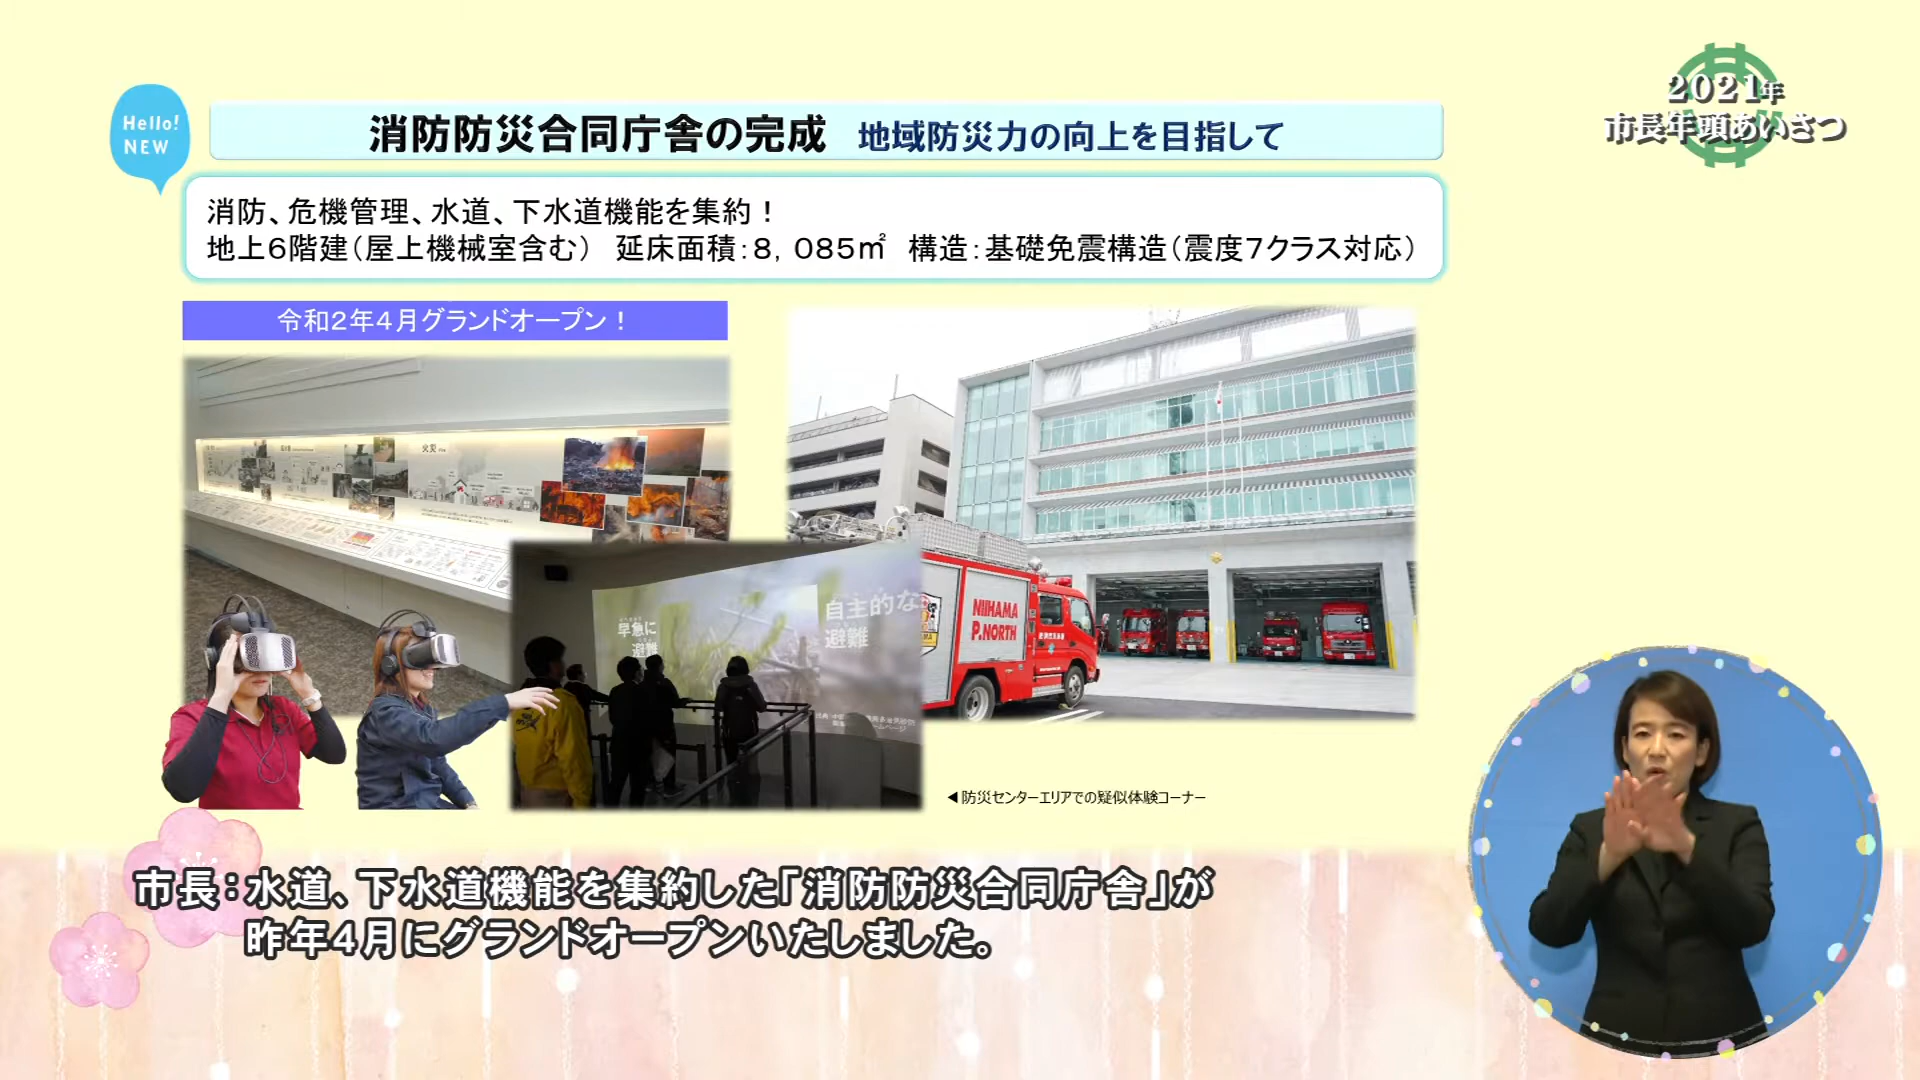 Hello!
NEW
消防防災合同庁舎の完成 地域防災力の向上を目指して
2021年
市長年頭あいさつ
消防、危機管理、水道、下水道機能を集約！
地上６階建（屋上機械室含む） 延床面積：８，０８５㎡ 構造：基礎免震構造（震度７クラス対応）
令和２年４月グランドオープン！
火災
早急に
避難
自主的な
避難
NIIHAMA
P.NORTH
◀防災センターエリアでの疑似体験コーナー
市長：水道、下水道機能を集約した「消防防災合同庁舎」が
昨年４月にグランドオープンいたしました。